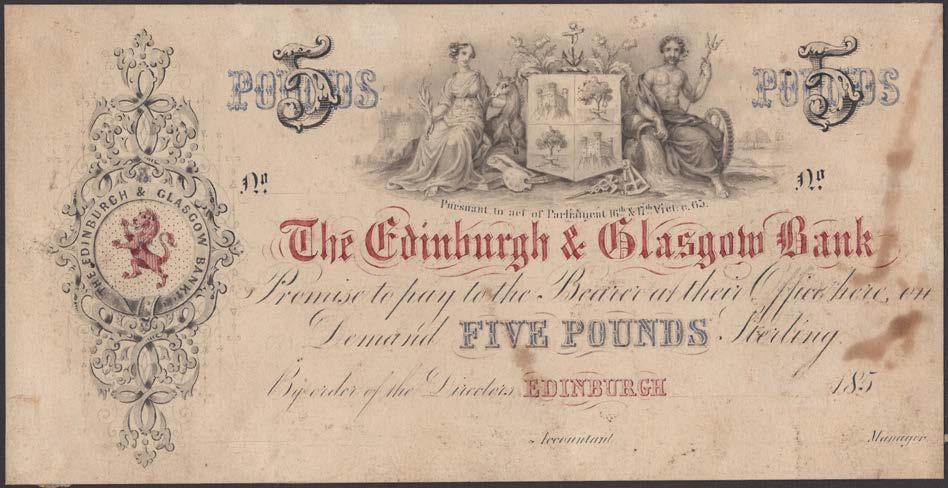 POUNDS 5
POUNDS 5
No.
No.
Pursuant to act of Parliament 16th & 17th Vict. c. 63.
The Edinburgh & Glasgow Bank
Promise to pay to the Bearer at their Office here, on
Demand FIVE POUNDS Sterling.
By order of the Directors, EDINBURGH 185
Accountant Manager
THE EDINBURGH & GLASGOW BANK